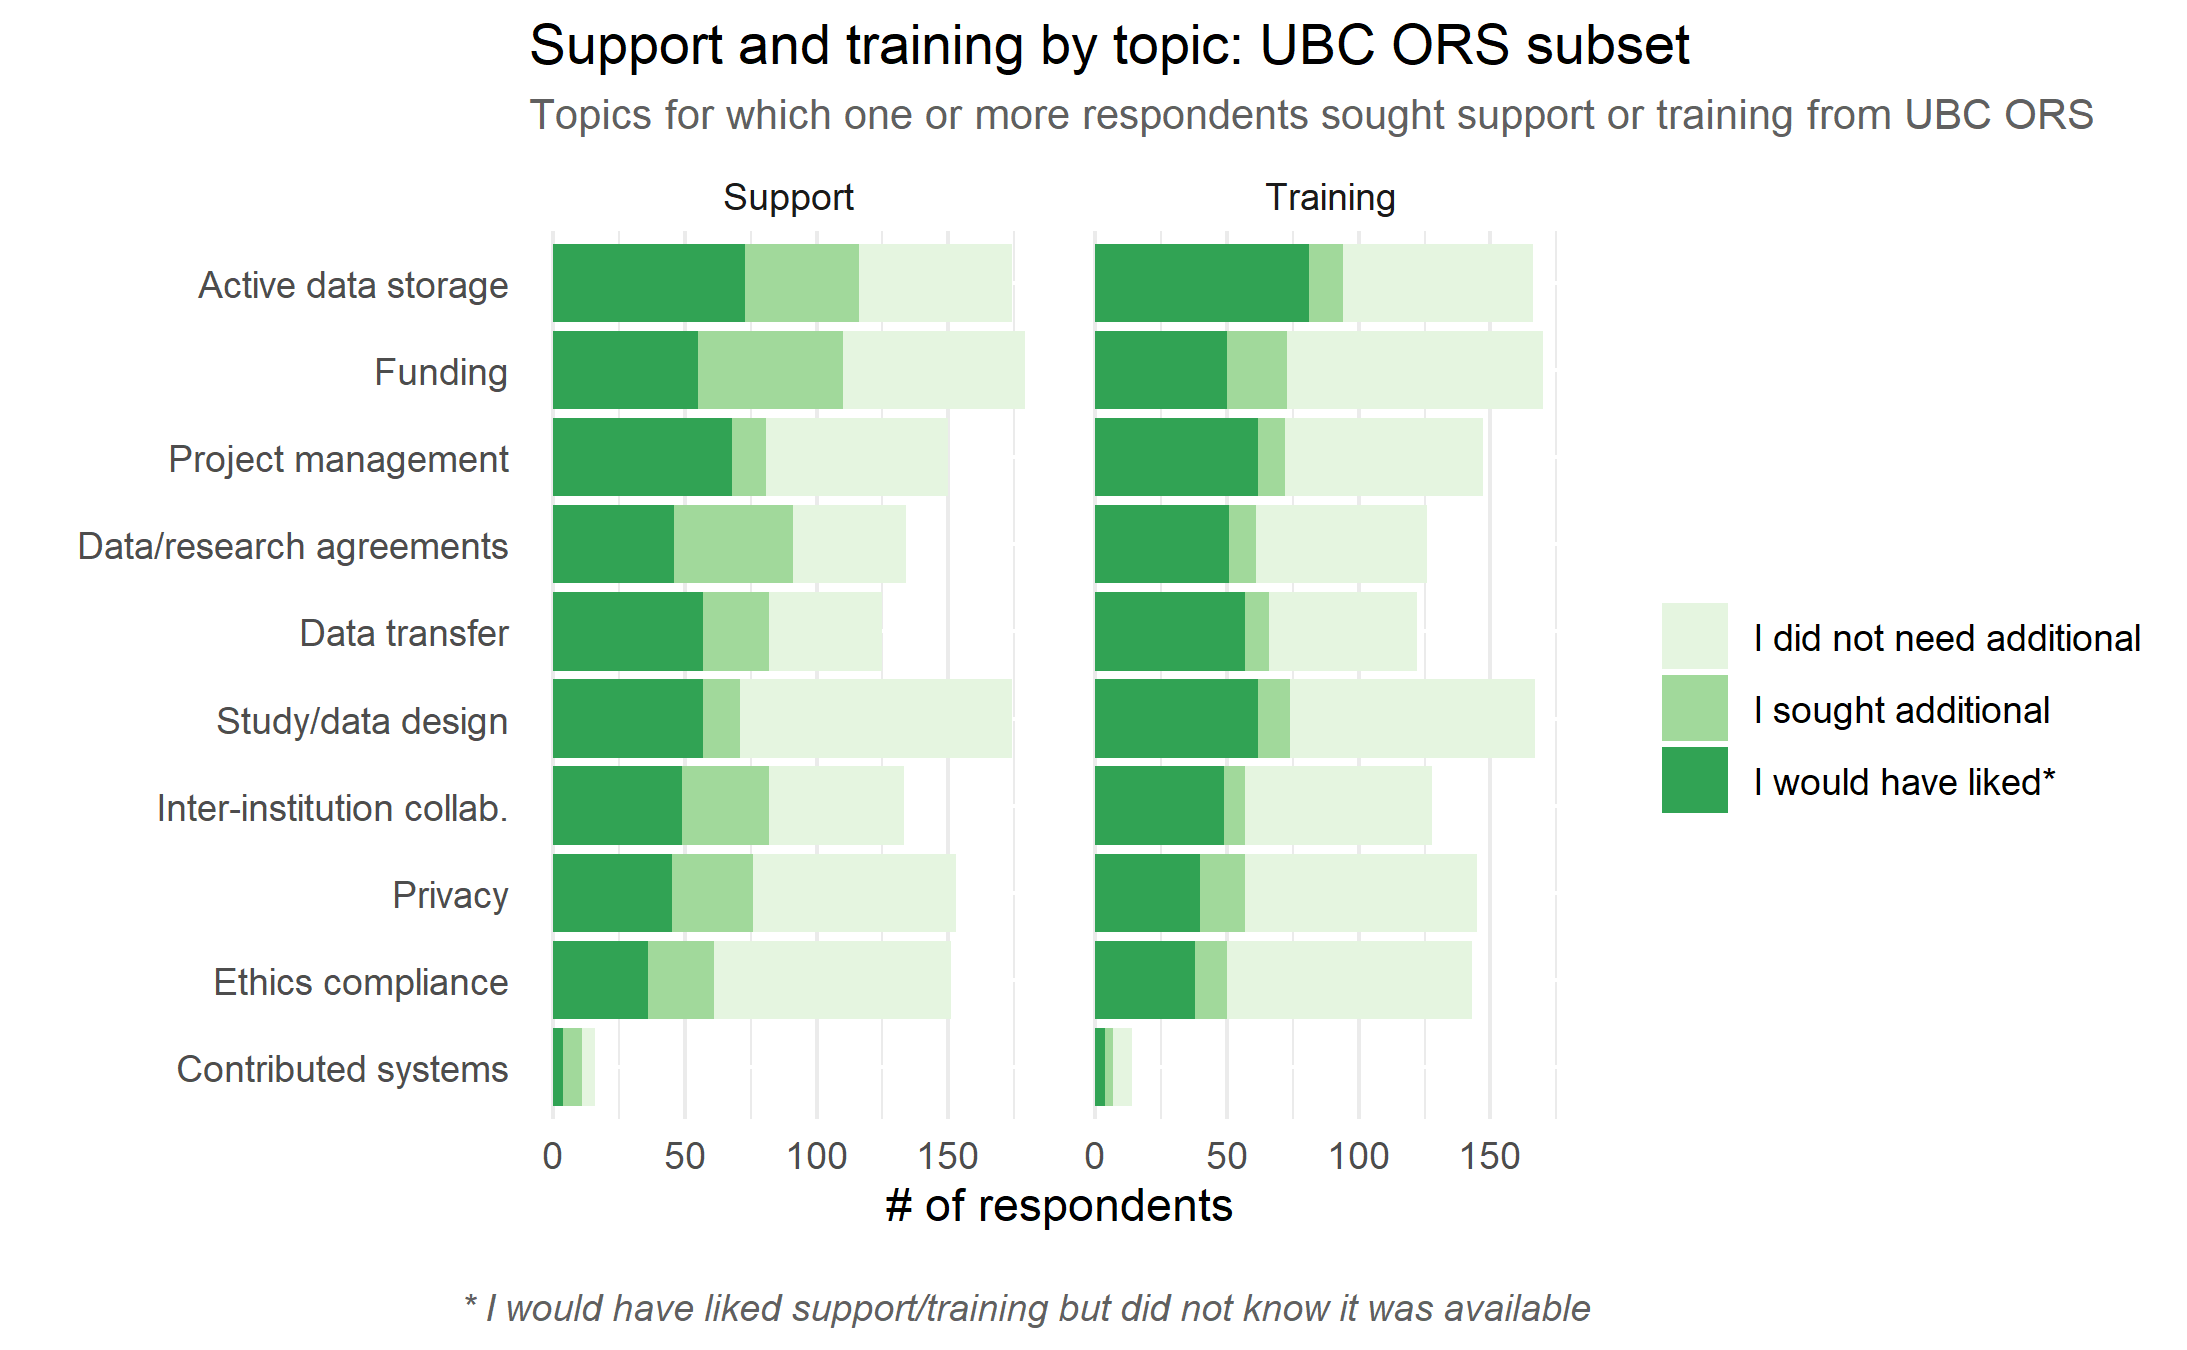 Support and training by topic: UBC ORS subset
Topics for which one or more respondents sought support or training from UBC ORS
Support
Training
Active data storage
Funding
Project management
Data/research agreements
Data transfer
Study/data design
Inter-institution collab.
Privacy
Ethics compliance
Contributed systems
0 50 100 150
0 50 100 150
# of respondents
I did not need additional
I sought additional
I would have liked*
* I would have liked support/training but did not know it was available